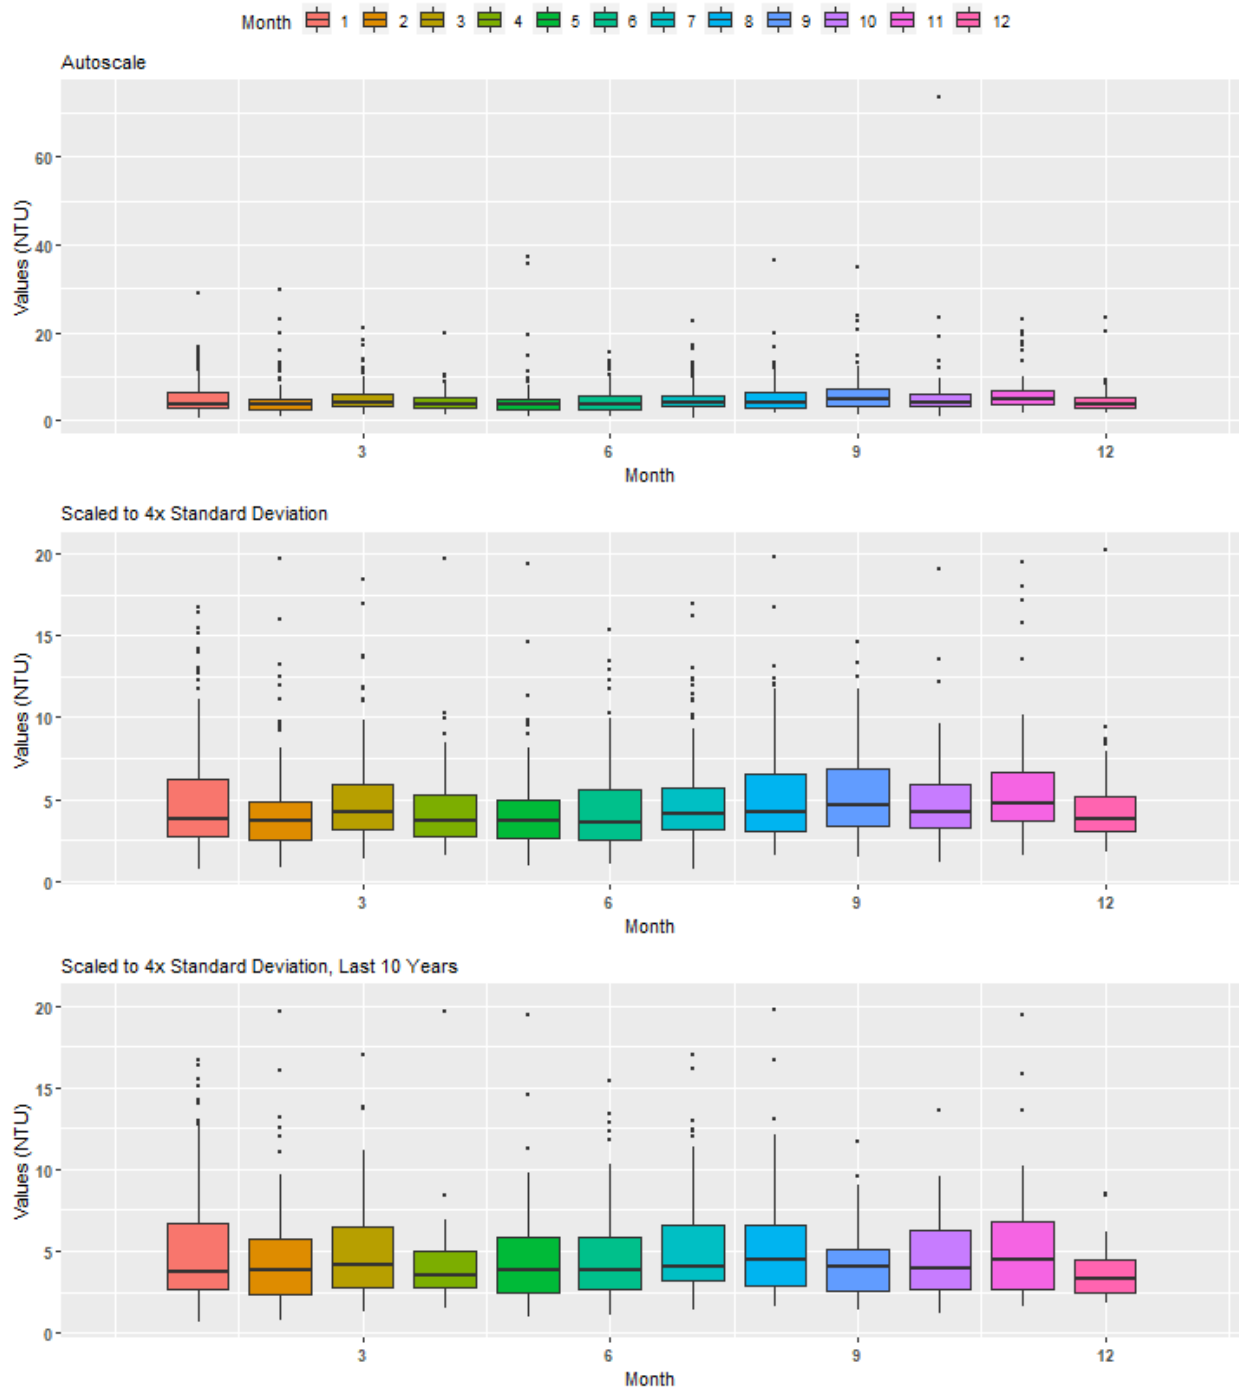 Month 1 2 3 4 5 6 7 8 9 10 11 12
Autoscale
Values (NTU)
60
40
20
0
3 6 9 12
Month
Scaled to 4x Standard Deviation
Values (NTU)
20
15
10
5
0
3 6 9 12
Month
Scaled to 4x Standard Deviation, Last 10 Years
Values (NTU)
20
15
10
5
0
3 6 9 12
Month